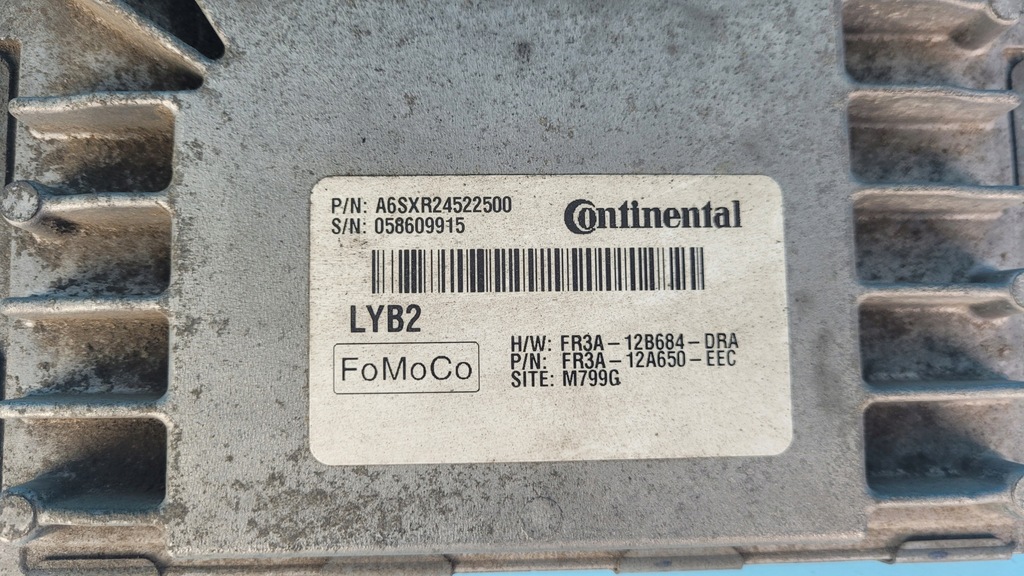 P/N: A6SXR24522500
S/N: 058609915
Continental
LYB2
FoMoCo
H/W: FR3A-12B684-DRA
P/N: FR3A-12A650-EEC
SITE: M799G